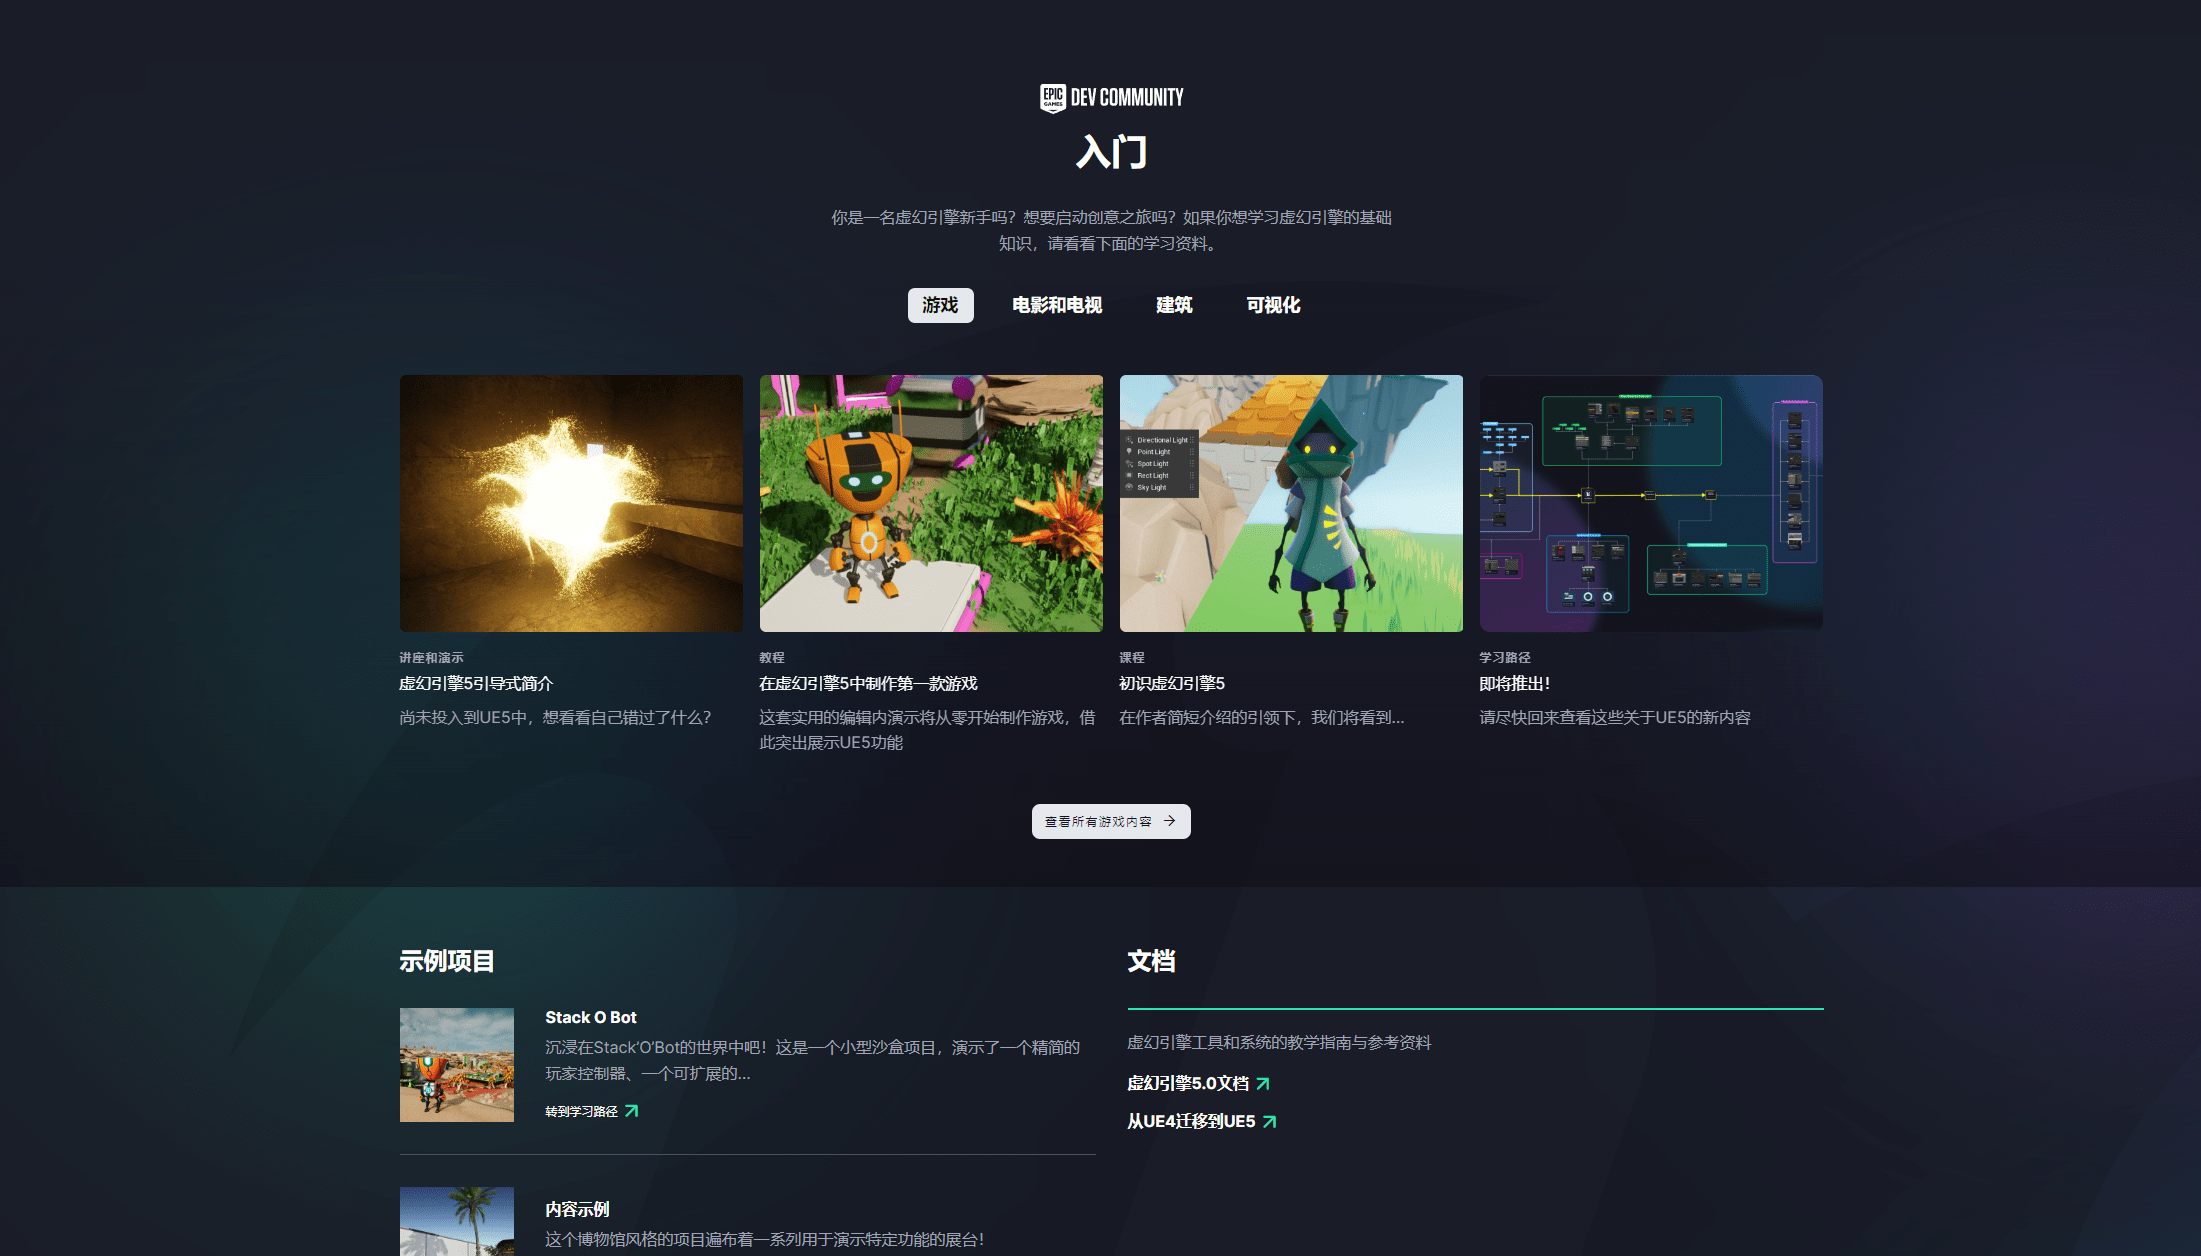 EPIC GAMES DEV COMMUNITY
入门
你是一名虚幻引擎新手吗？想要启动创意之旅吗？如果你想学习虚幻引擎的基础
知识，请看看下面的学习资料。
游戏 电影和电视 建筑 可视化
Directional Light
Point Light
Spot Light
Rect Light
Sky Light
讲座和演示
虚幻引擎5引导式简介
尚未投入到UE5中，想看看自己错过了什么？
教程
在虚幻引擎5中制作第一款游戏
这套实用的编辑内演示将从零开始制作游戏，借
此突出展示UE5功能
课程
初识虚幻引擎5
在作者简短介绍的引领下，我们将看到...
学习路径
即将推出！
请尽快回来查看这些关于UE5的新内容
查看所有游戏内容 →
示例项目
Stack O Bot
沉浸在Stack‘O’Bot的世界中吧！这是一个小型沙盒项目，演示了一个精简的
玩家控制器、一个可扩展的...
转到学习路径
内容示例
这个博物馆风格的项目遍布着一系列用于演示特定功能的展台！
文档
虚幻引擎工具和系统的教学指南与参考资料
虚幻引擎5.0文档
从UE4迁移到UE5